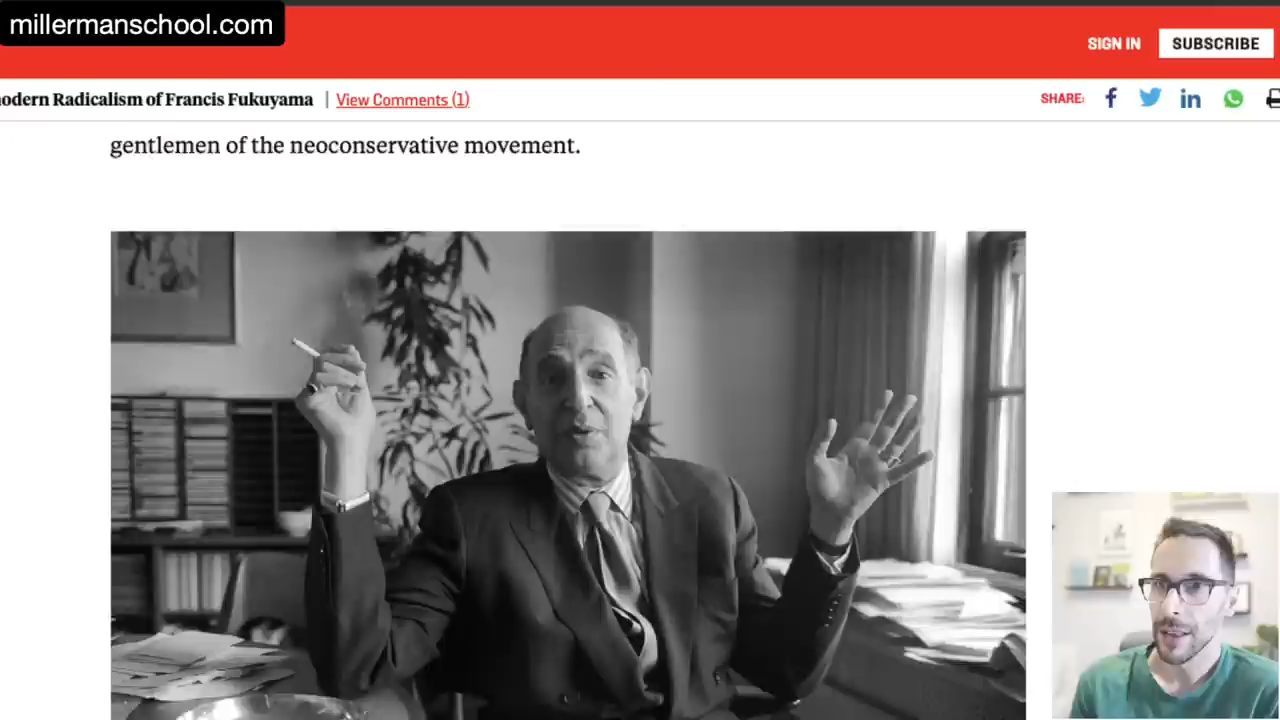 millermanschool.com
SIGN IN
SUBSCRIBE
odern Radicalism of Francis Fukuyama | View Comments (1)
SHARE:
gentlemen of the neoconservative movement.